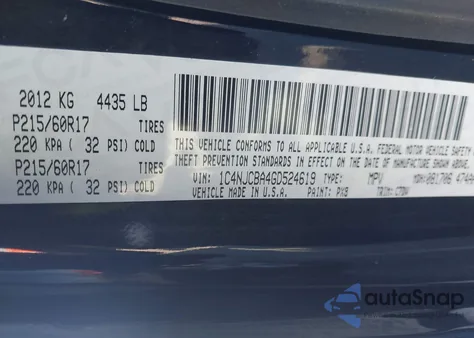 2012 KG 4435 LB
P215/60R17 TIRES
220 KPA ( 32 PSI) COLD
P215/60R17 TIRES
220 KPA ( 32 PSI) COLD
THIS VEHICLE CONFORMS TO ALL APPLICABLE U.S.A. FEDERAL MOTOR VEHICLE SAFETY
THEFT PREVENTION STANDARDS IN EFFECT ON THE DATE OF MANUFACTURE SHOWN ABOVE.
VIN: 1C4NJCBA4GD524619 TYPE: MPV
VEHICLE MADE IN U.S.A. PAINT: PX8
autoSnap